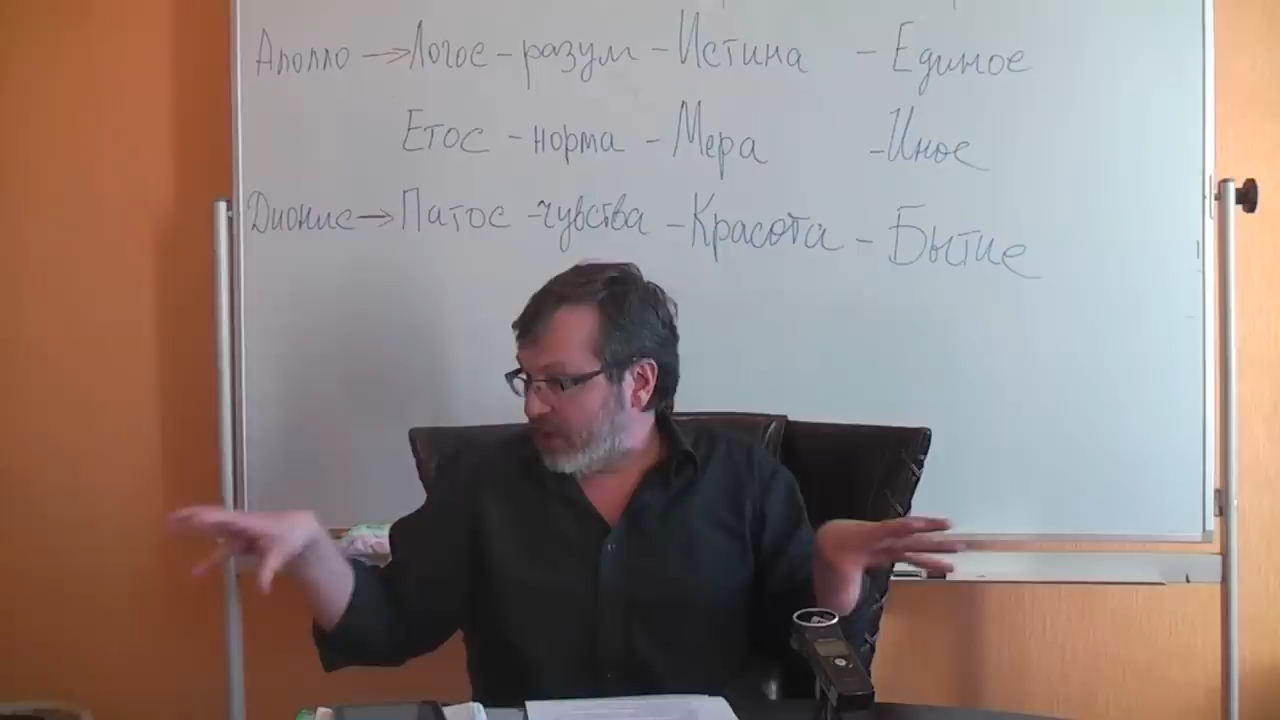 Аполло → Логос - разум - Истина - Единое
Етос - норма - Мера - Иное
Дионис → Патос - чувства - Красота - Бытие